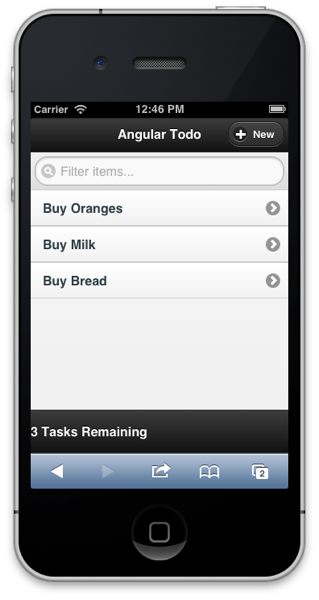 Carrier 12:46 PM
Angular Todo New
Filter items...
Buy Oranges
Buy Milk
Buy Bread
3 Tasks Remaining
2